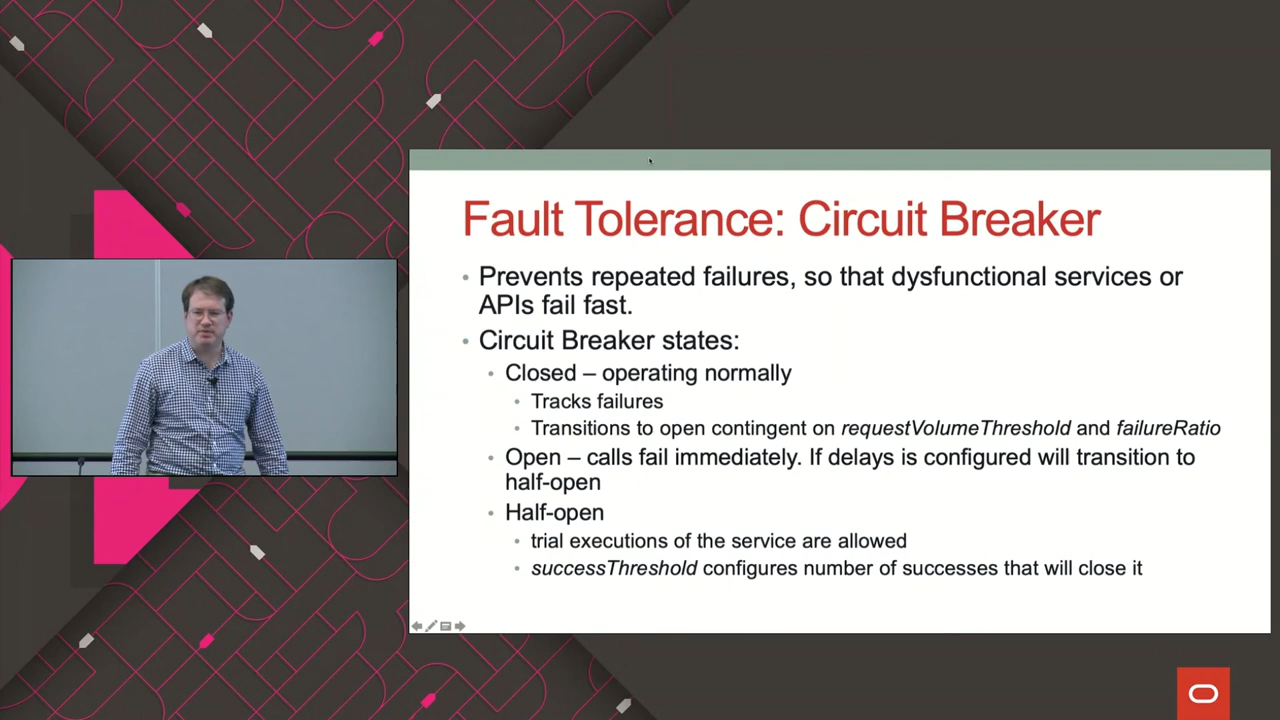 Fault Tolerance: Circuit Breaker
• Prevents repeated failures, so that dysfunctional services or
APIs fail fast.
• Circuit Breaker states:
• Closed – operating normally
• Tracks failures
• Transitions to open contingent on requestVolumeThreshold and failureRatio
• Open – calls fail immediately. If delays is configured will transition to
half-open
• Half-open
• trial executions of the service are allowed
• successThreshold configures number of successes that will close it